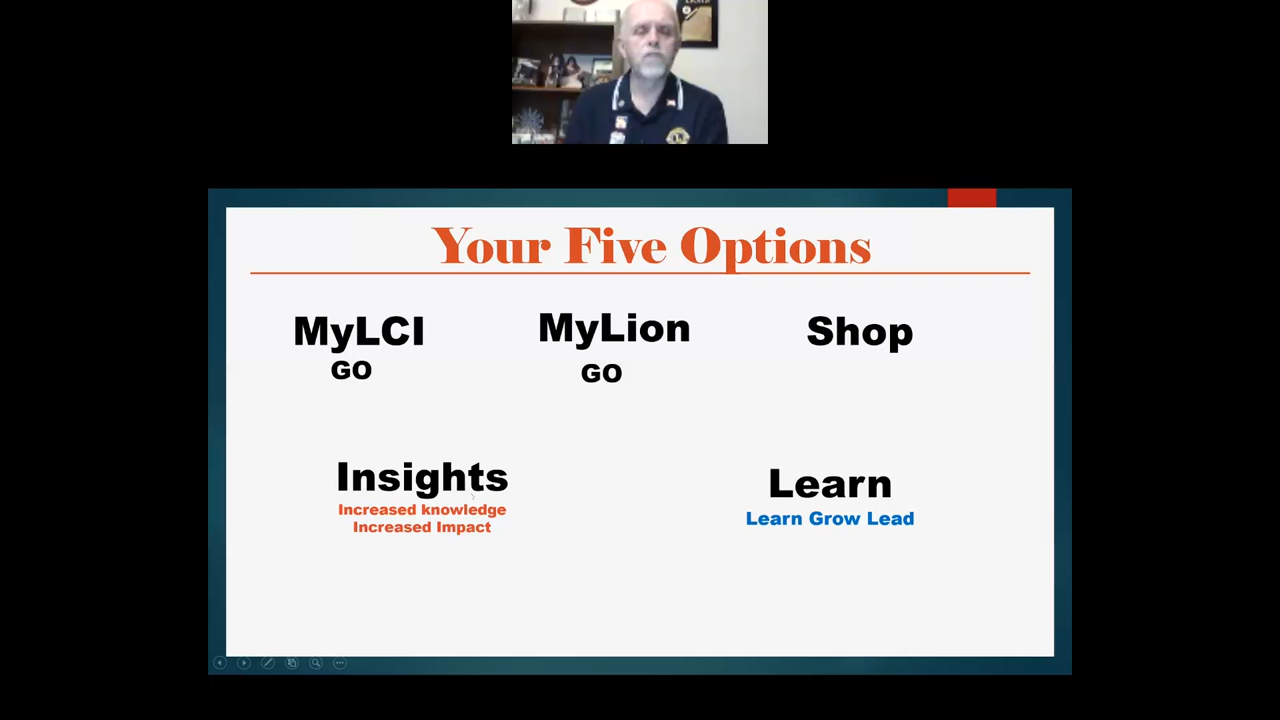 Your Five Options
MyLCI
GO
MyLion
GO
Shop
Insights
Increased knowledge
Increased Impact
Learn
Learn Grow Lead